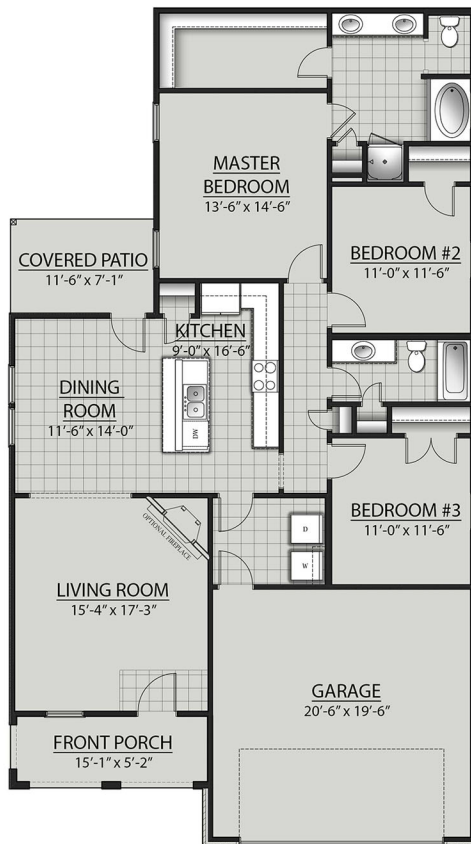 MASTER
BEDROOM
13'-6" x 14'-6"
BEDROOM #2
11'-0" x 11'-6"
COVERED PATIO
11'-6" x 7'-1"
KITCHEN
9'-0" x 16'-6"
DINING
ROOM
11'-6" x 14'-0"
DW
BEDROOM #3
11'-0" x 11'-6"
OPTIONAL FIREPLACE
D
W
LIVING ROOM
15'-4" x 17'-3"
GARAGE
20'-6" x 19'-6"
FRONT PORCH
15'-1" x 5'-2"